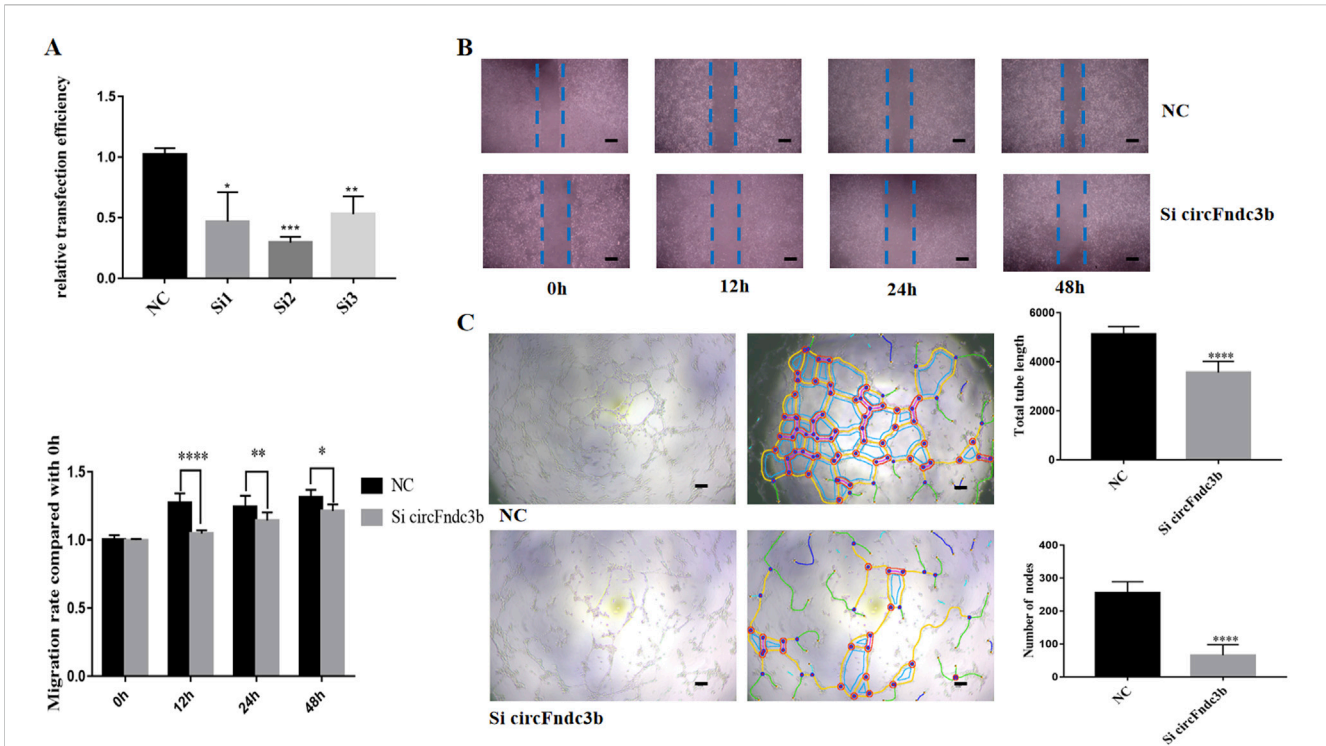 A
relative transfection efficiency
1.5
1.0
0.5
0.0
*
***
**
NC
Si1
Si2
Si3
Migration rate compared with 0h
1.5
1.0
0.5
0.0
****
**
*
NC
Si circFndc3b
0h
12h
24h
48h
B
NC
Si circFndc3b
0h
12h
24h
48h
C
NC
Si circFndc3b
Total tube length
6000
4000
2000
0
****
NC
Si circFndc3b
Number of nodes
400
300
200
100
0
****
NC
Si circFndc3b